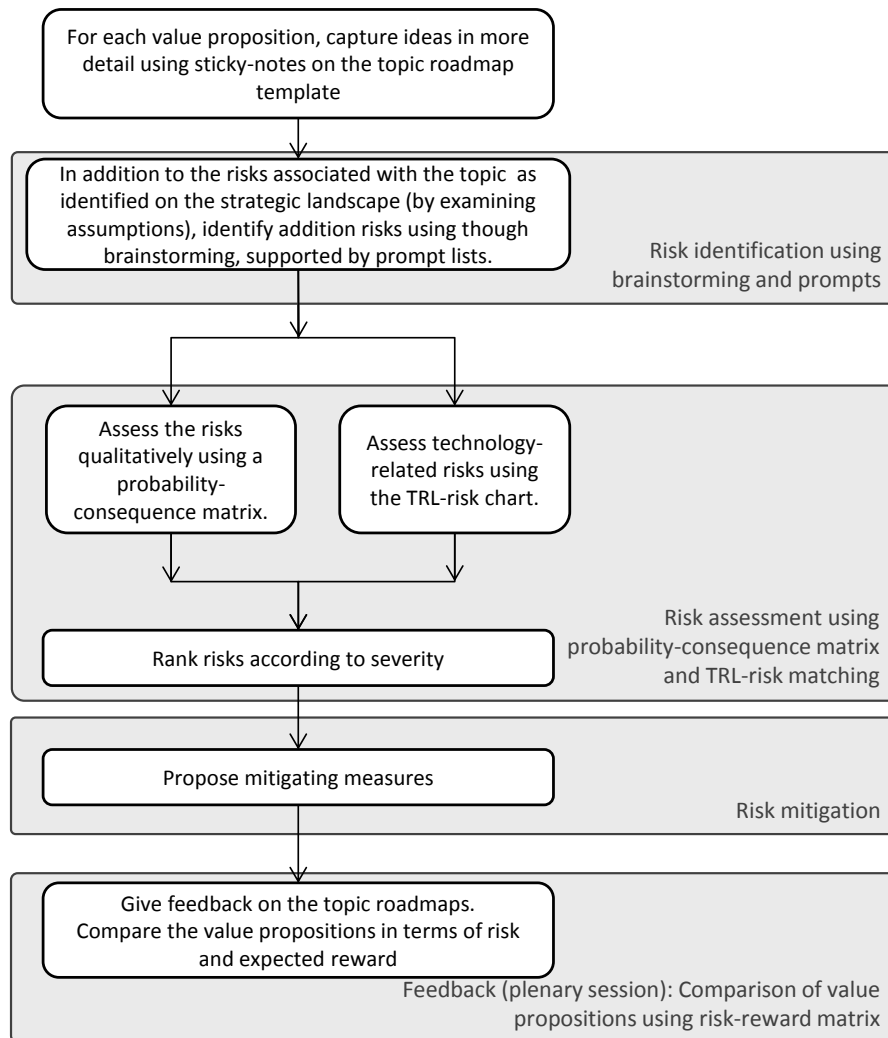 For each value proposition, capture ideas in more
detail using sticky-notes on the topic roadmap
template
In addition to the risks associated with the topic as
identified on the strategic landscape (by examining
assumptions), identify addition risks using though
brainstorming, supported by prompt lists.
Risk identification using
brainstorming and prompts
Assess the risks
qualitatively using a
probability-
consequence matrix.
Assess technology-
related risks using
the TRL-risk chart.
Rank risks according to severity
Risk assessment using
probability-consequence matrix
and TRL-risk matching
Propose mitigating measures
Risk mitigation
Give feedback on the topic roadmaps.
Compare the value propositions in terms of risk
and expected reward
Feedback (plenary session): Comparison of value
propositions using risk-reward matrix